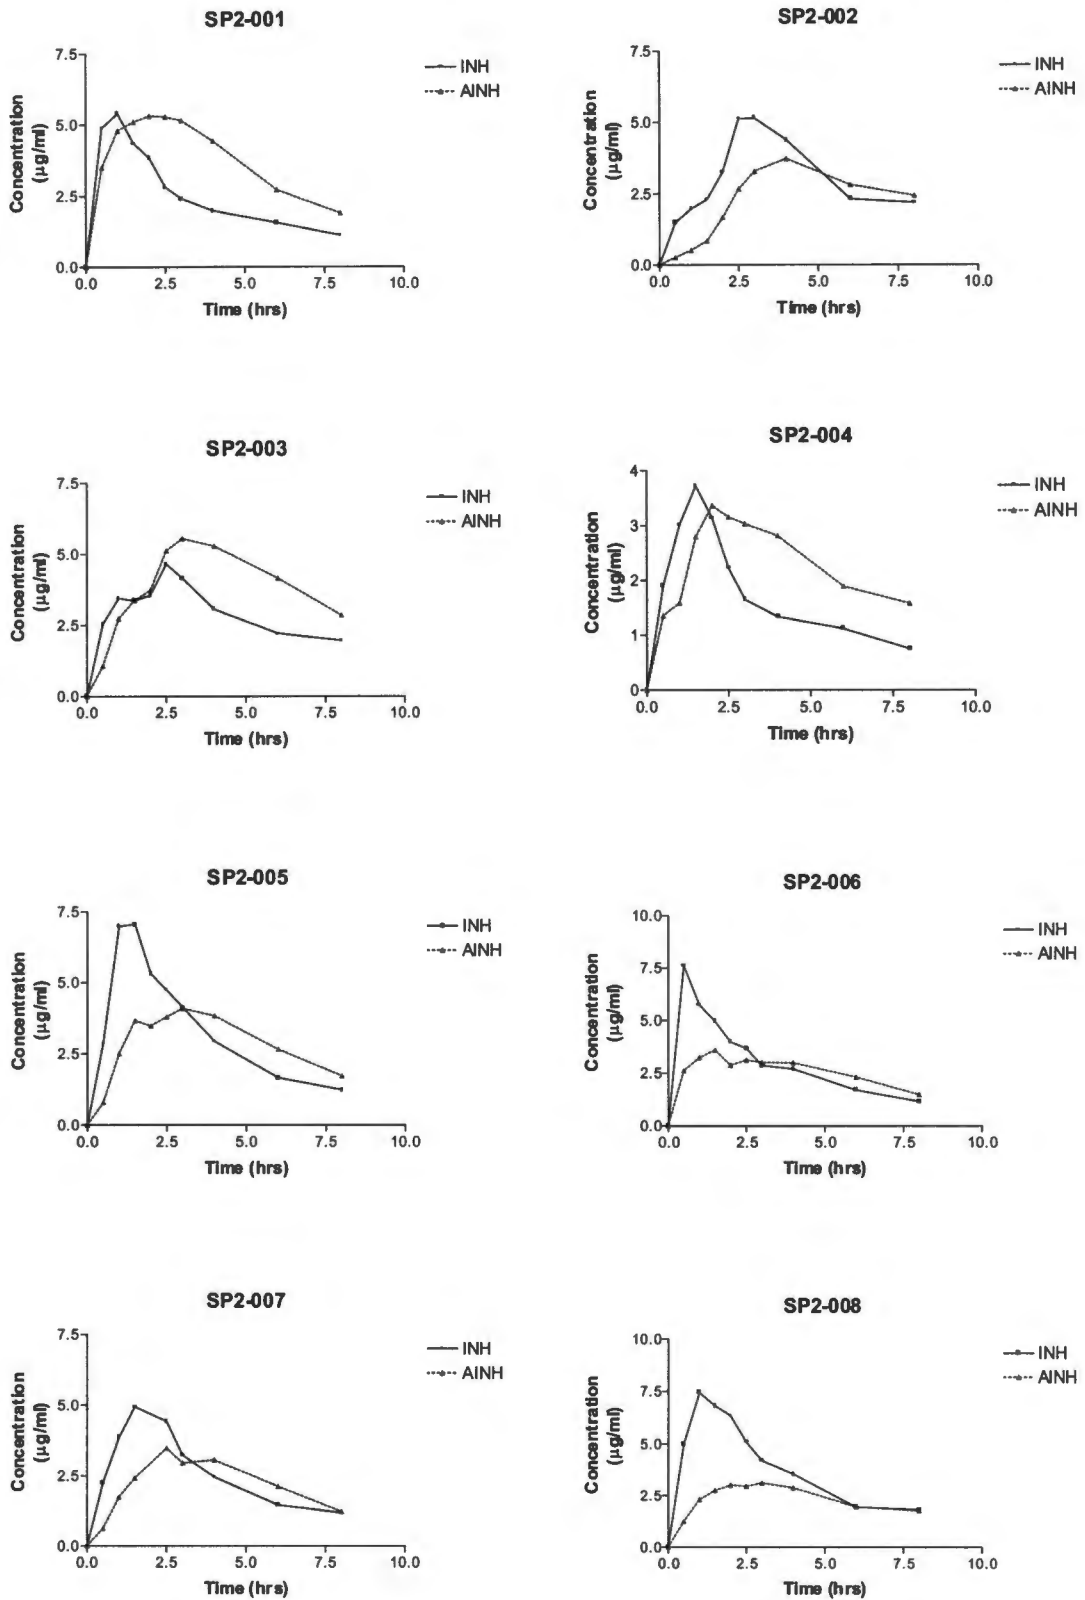 SP2-001
7.5
5.0
2.5
0.0
0.0 2.5 5.0 7.5 10.0
Concentration
(µg/ml)
Time (hrs)
INH
AINH
SP2-002
7.5
5.0
2.5
0.0
0.0 2.5 5.0 7.5 10.0
Concentration
(µg/ml)
Time (hrs)
INH
AINH
SP2-003
7.5
5.0
2.5
0.0
0.0 2.5 5.0 7.5 10.0
Concentration
(µg/ml)
Time (hrs)
INH
AINH
SP2-004
4
3
2
1
0
0.0 2.5 5.0 7.5 10.0
Concentration
(µg/ml)
Time (hrs)
INH
AINH
SP2-005
7.5
5.0
2.5
0.0
0.0 2.5 5.0 7.5 10.0
Concentration
(µg/ml)
Time (hrs)
INH
AINH
SP2-006
10.0
7.5
5.0
2.5
0.0
0.0 2.5 5.0 7.5 10.0
Concentration
(µg/ml)
Time (hrs)
INH
AINH
SP2-007
7.5
5.0
2.5
0.0
0.0 2.5 5.0 7.5 10.0
Concentration
(µg/ml)
Time (hrs)
INH
AINH
SP2-008
10.0
7.5
5.0
2.5
0.0
0.0 2.5 5.0 7.5 10.0
Concentration
(µg/ml)
Time (hrs)
INH
AINH